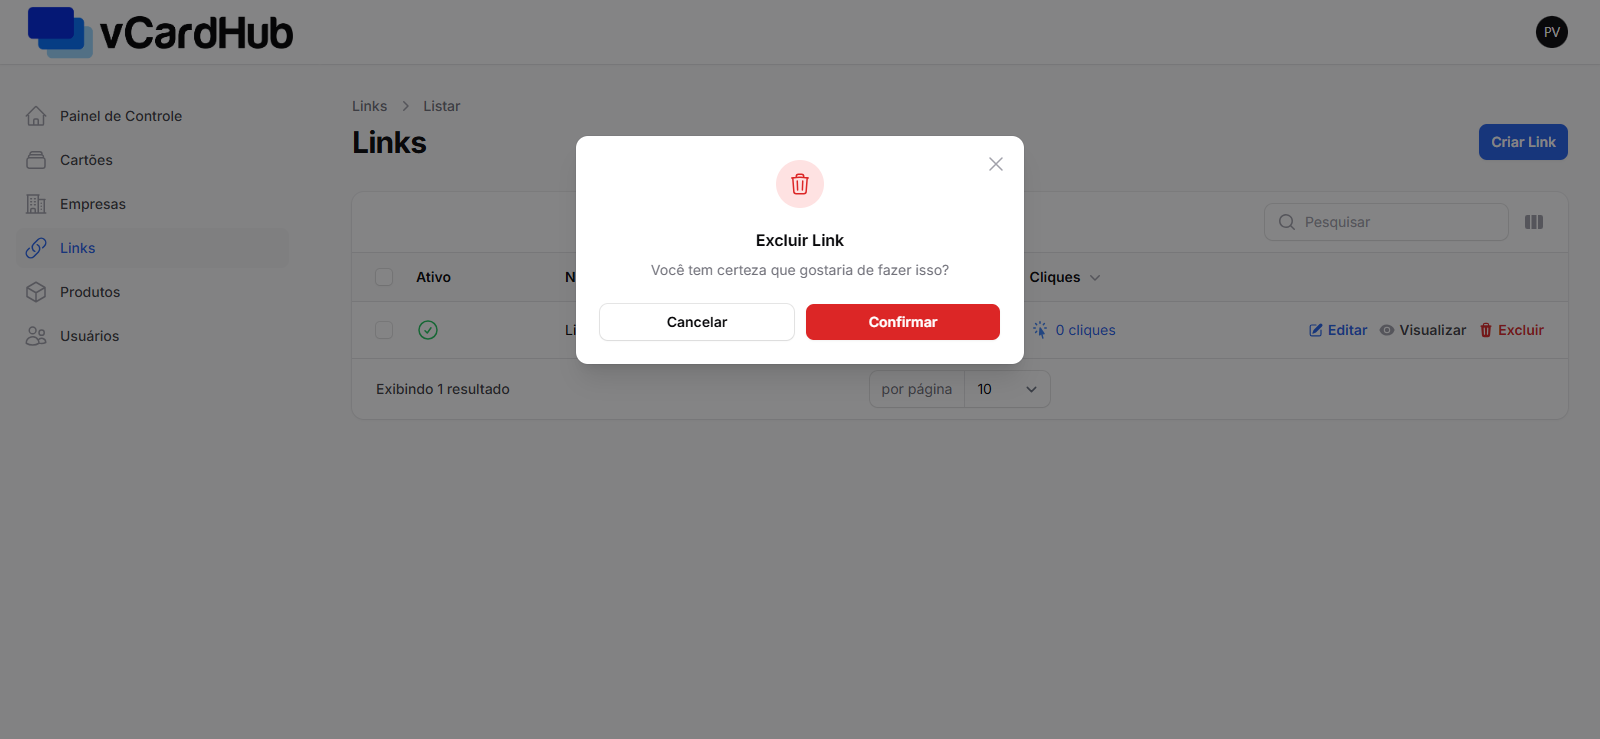 vCardHub
PV
Painel de Controle
Cartões
Empresas
Links
Produtos
Usuários
Links Listar
Links
Criar Link
Pesquisar
Ativo
Cliques
0 cliques
Editar Visualizar Excluir
Exibindo 1 resultado
por página 10
Excluir Link
Você tem certeza que gostaria de fazer isso?
Cancelar Confirmar